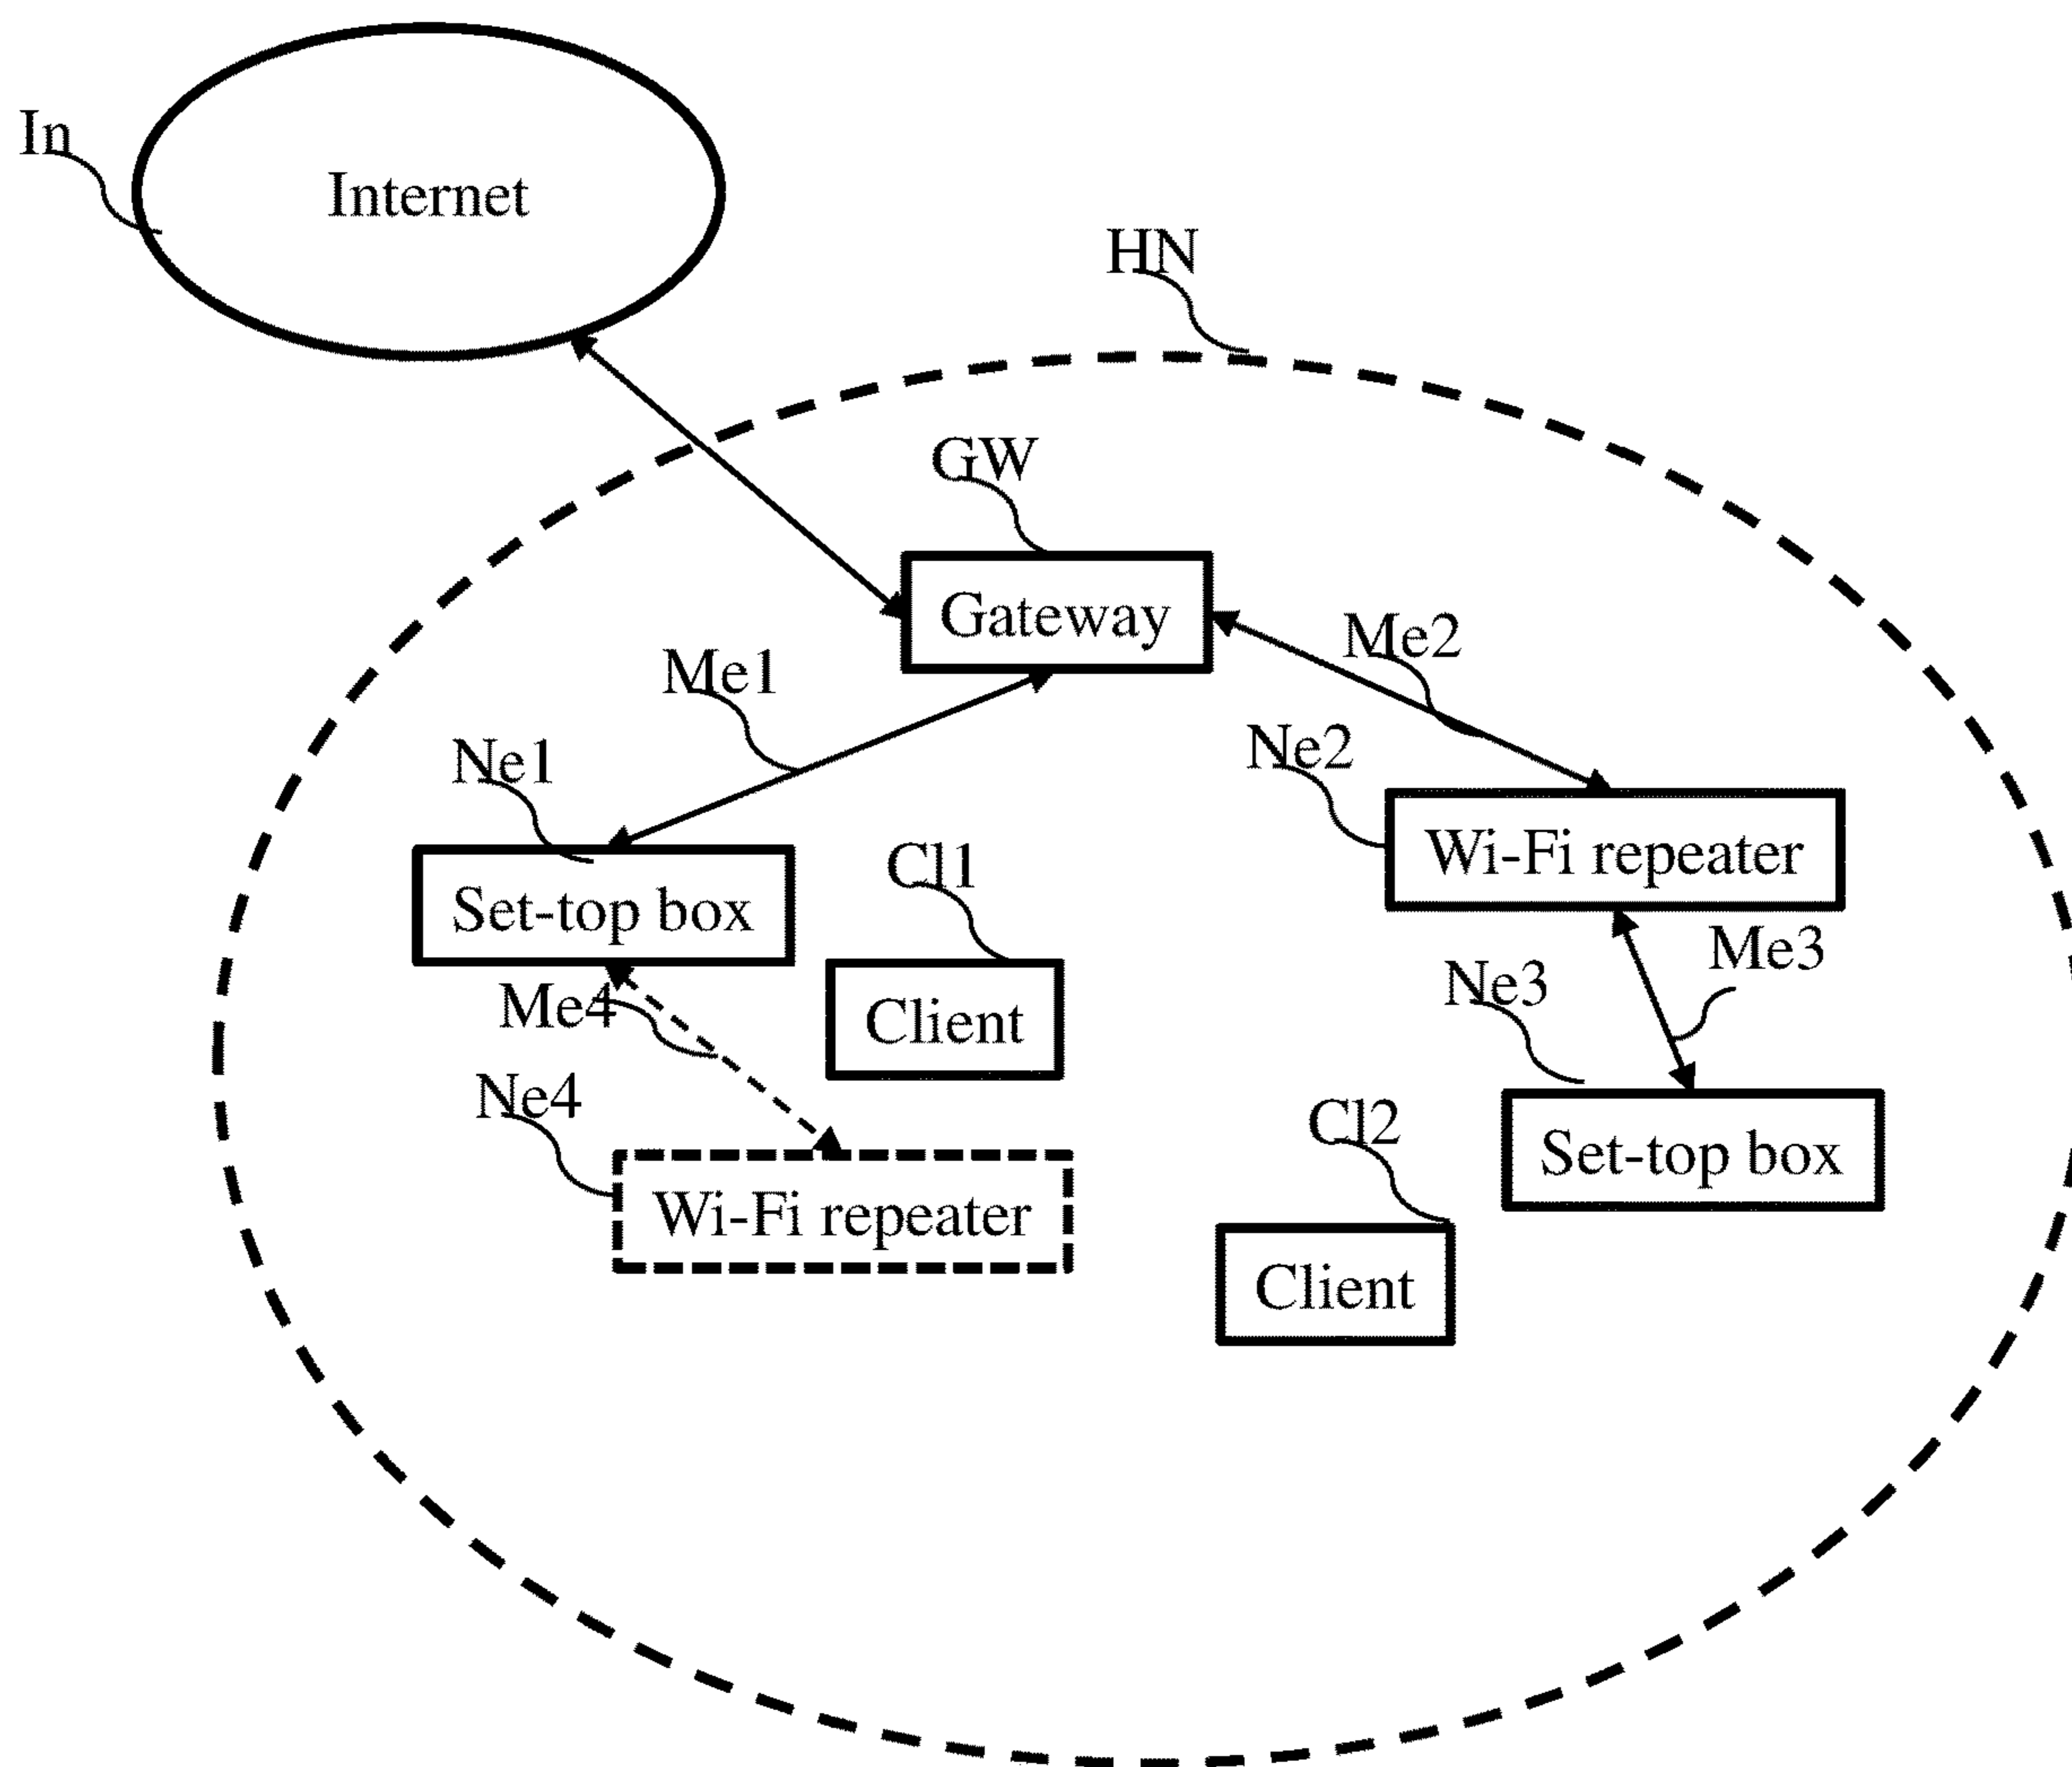 In
Internet
HN
GW
Gateway
Me1
Me2
Ne1
Ne2
Set-top box
Cl1
Wi-Fi repeater
Me4
Client
Ne3
Me3
Ne4
Cl2
Set-top box
Wi-Fi repeater
Client